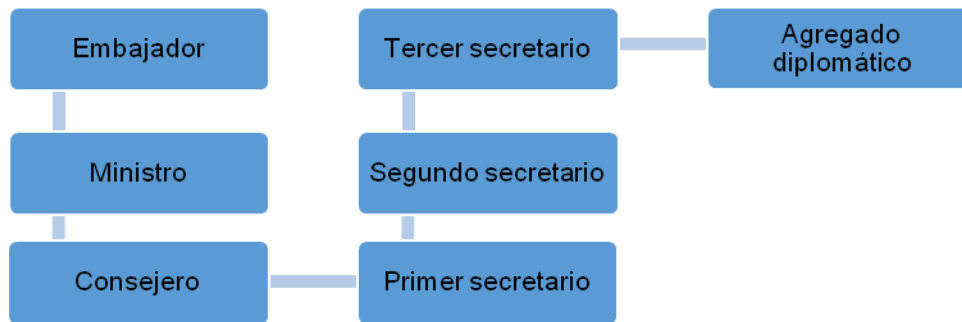 Embajador
Ministro
Consejero
Primer secretario
Segundo secretario
Tercer secretario
Agregado
diplomático